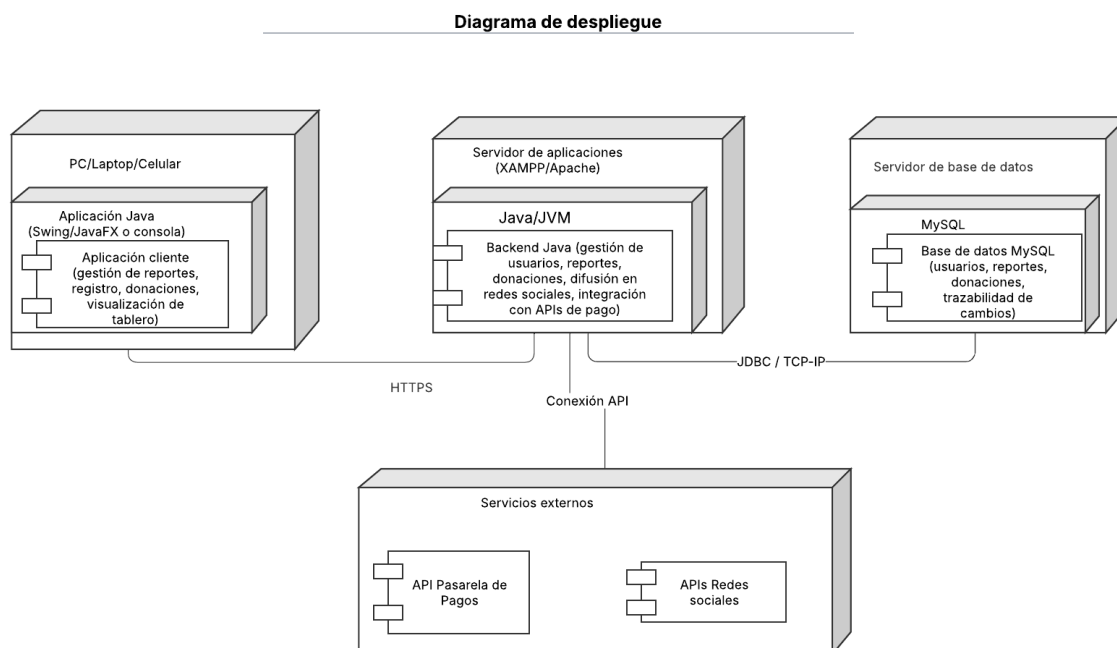 Diagrama de despliegue
PC/Laptop/Celular
Aplicación Java
(Swing/JavaFX o consola)
Aplicación cliente
(gestión de reportes,
registro, donaciones,
visualización de
tablero)
Servidor de aplicaciones
(XAMPP/Apache)
Java/JVM
Backend Java (gestión de
usuarios, reportes,
donaciones, difusión en
redes sociales, integración
con APIs de pago)
Servidor de base de datos
MySQL
Base de datos MySQL
(usuarios, reportes,
donaciones,
trazabilidad de
cambios)
HTTPS
JDBC / TCP-IP
Conexión API
Servicios externos
API Pasarela de
Pagos
APIs Redes
sociales